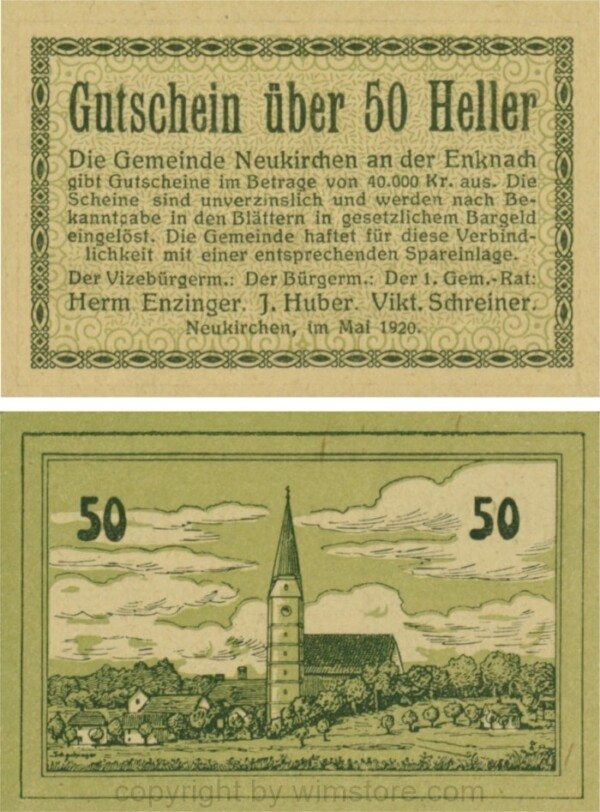 Gutschein über 50 Heller
Die Gemeinde Neukirchen an der Enknach
gibt Gutscheine im Betrage von 40.000 Kr. aus. Die
Scheine sind unverzinslich und werden nach Be-
kanntgabe in den Blättern in gesetzlichem Bargeld
eingelöst. Die Gemeinde haftet für diese Verbind-
lichkeit mit einer entsprechenden Spareinlage.
Der Vizebürgerm.: Der Bürgerm.: Der 1. Gem.-Rat:
Herm Enzinger. J. Huber. Vikt. Schreiner.
Neukirchen, im Mai 1920.
50 50
copyright by wimstore.com